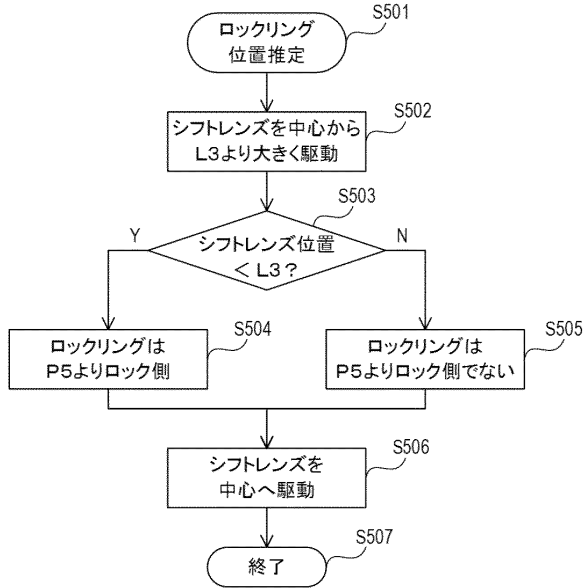 S501
ロックリング
位置推定
S502
シフトレンズを中心から
L3より大きく駆動
S503
シフトレンズ位置
＜L3？
Y
N
S504
ロックリングは
P5よりロック側
S505
ロックリングは
P5よりロック側でない
S506
シフトレンズを
中心へ駆動
S507
終了